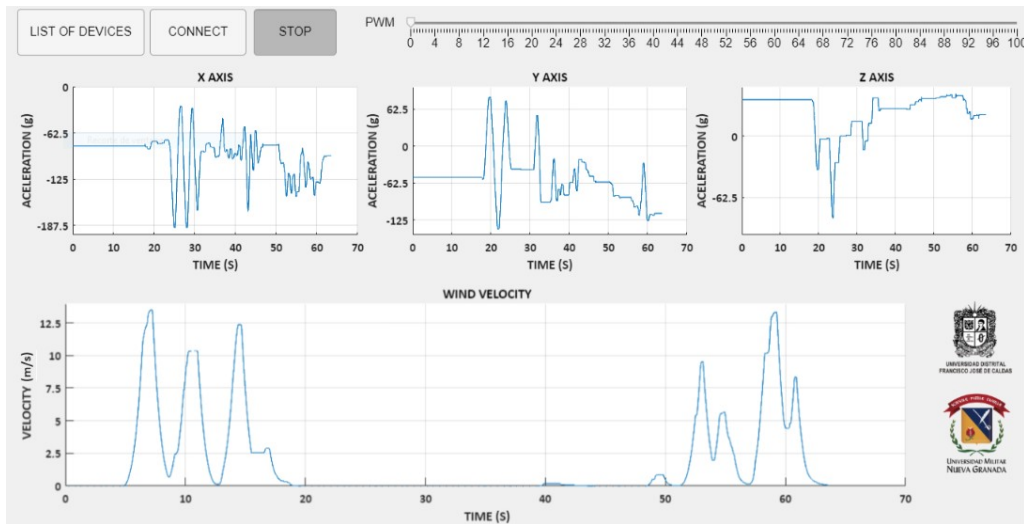 LIST OF DEVICES CONNECT STOP PWM
0 4 8 12 16 20 24 28 32 36 40 44 48 52 56 60 64 68 72 76 80 84 88 92 96 100
X AXIS
ACELERATION (g)
0
-62.5
-125
-187.5
0 10 20 30 40 50 60 70
TIME (S)
Y AXIS
ACELERATION (g)
62.5
0
-62.5
-125
0 10 20 30 40 50 60 70
TIME (S)
Z AXIS
ACELERATION (g)
0
-62.5
0 10 20 30 40 50 60 70
TIME (S)
WIND VELOCITY
VELOCITY (m/s)
12.5
10
7.5
5
2.5
0
0 10 20 30 40 50 60 70
TIME (S)
UNIVERSIDAD DISTRITAL
FRANCISCO JOSÉ DE CALDAS
UNIVERSIDAD MILITAR
NUEVA GRANADA